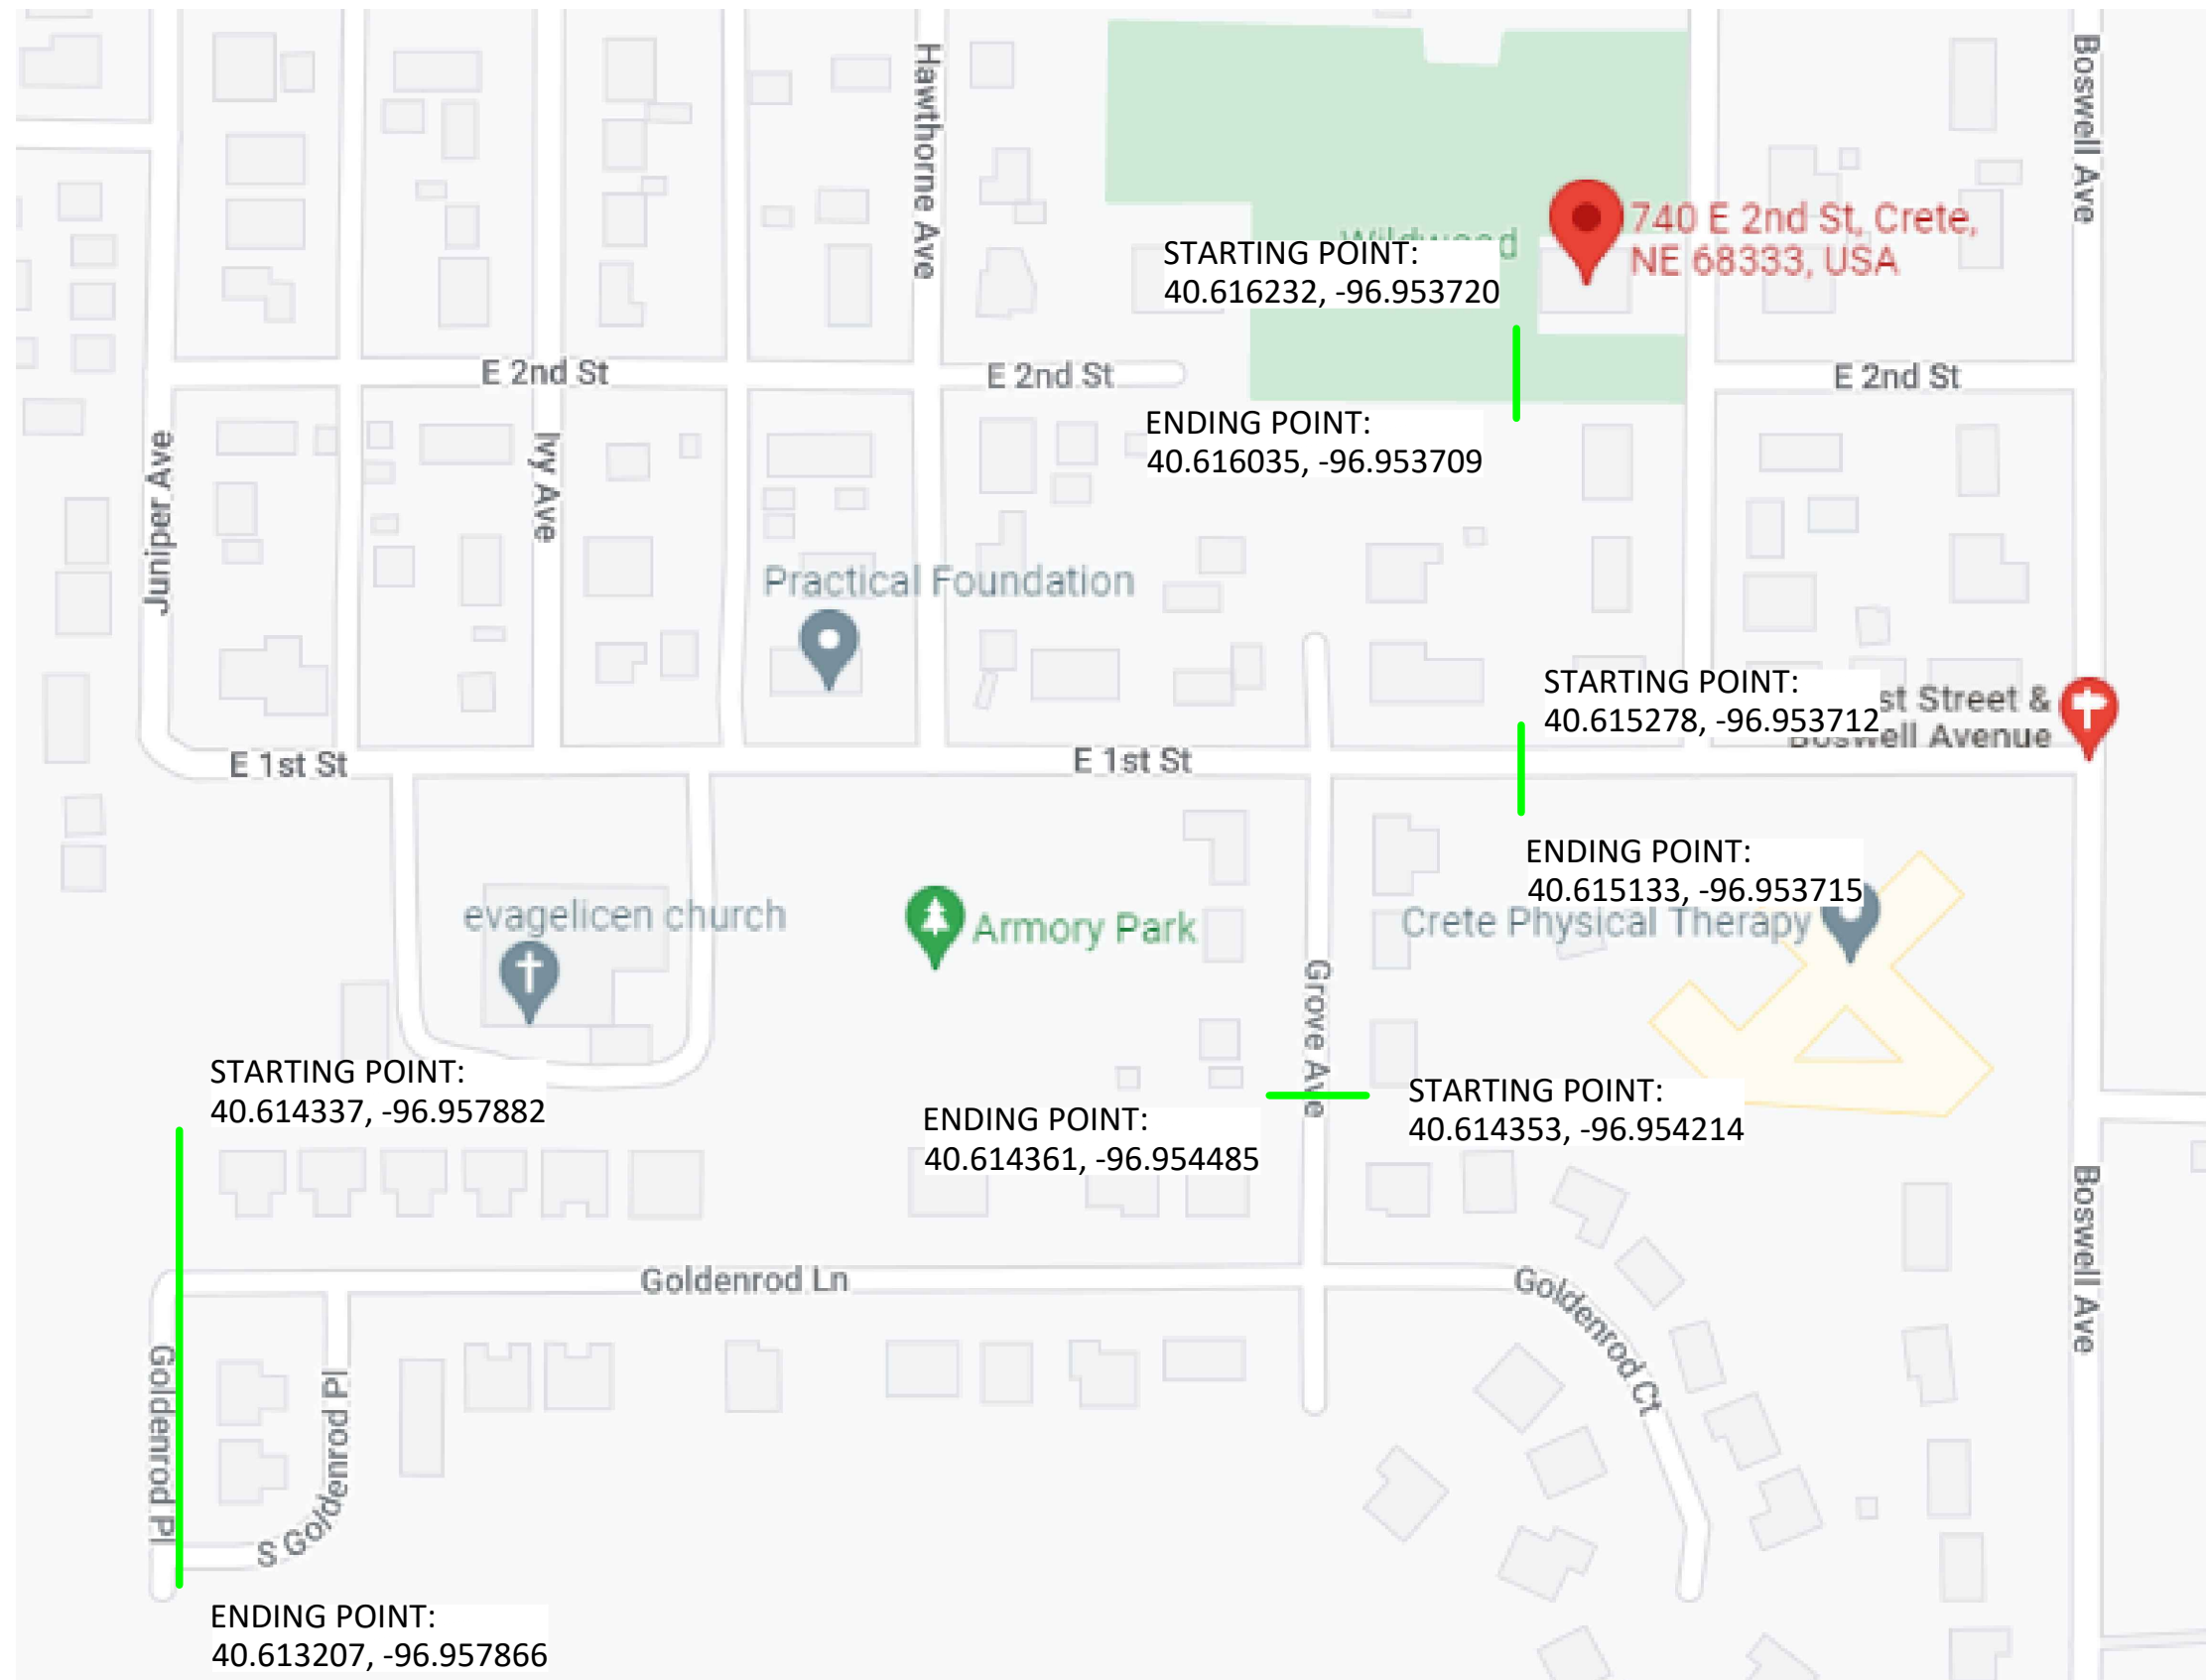 Hawthorne Ave
Boswell Ave
Wildwood
740 E 2nd St, Crete,
NE 68333, USA
STARTING POINT:
40.616232, -96.953720
E 2nd St
E 2nd St
E 2nd St
ENDING POINT:
40.616035, -96.953709
Juniper Ave
Ivy Ave
Practical Foundation
STARTING POINT:
40.615278, -96.953712
st Street &
Boswell Avenue
E 1st St
E 1st St
ENDING POINT:
40.615133, -96.953715
evagelicen church
Armory Park
Crete Physical Therapy
Grove Ave
STARTING POINT:
40.614337, -96.957882
ENDING POINT:
40.614361, -96.954485
STARTING POINT:
40.614353, -96.954214
Boswell Ave
Goldenrod Ln
Goldenrod Ct
Goldenrod Pl
S Goldenrod Pl
ENDING POINT:
40.613207, -96.957866